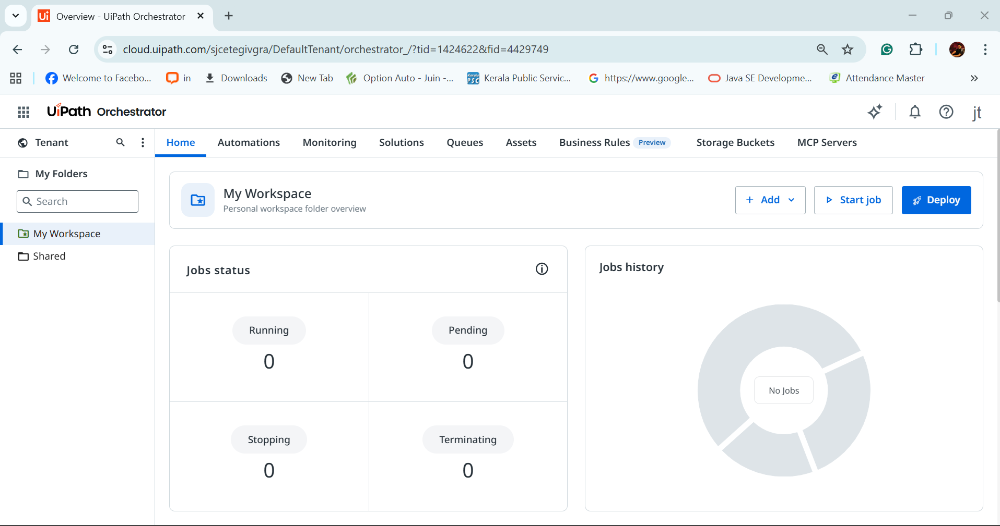 Overview - UiPath Orchestrator
cloud.uipath.com/sjcetegivgra/DefaultTenant/orchestrator_/?tid=1424622&fid=4429749
Welcome to Facebo... in Downloads New Tab Option Auto - Juin -... Kerala Public Servic... https://www.google... Java SE Developme... Attendance Master
UiPath Orchestrator jt
Tenant Home Automations Monitoring Solutions Queues Assets Business Rules Preview Storage Buckets MCP Servers
My Folders
Search
My Workspace
Shared
My Workspace
Personal workspace folder overview
Add Start job Deploy
Jobs status
Running Pending
0 0
Stopping Terminating
0 0
Jobs history
No Jobs